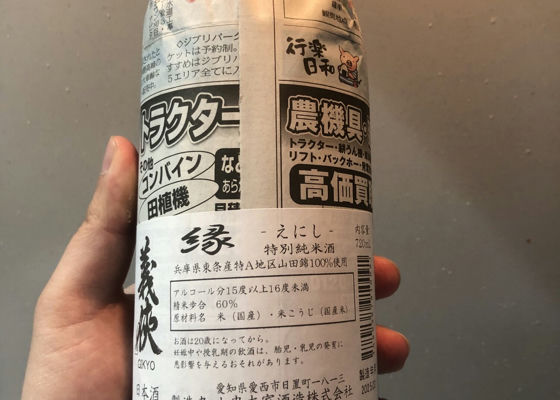 ◇ジブリパーク
ケットは予約制。
すすめはジブリパ
5エリア全てに入
行楽
日和
トラクター
その他
コンバイン
田植機
農機具
トラクター・耕うん機・
リフト・バックホー・
高価買
義侠
GIKYO
日本酒
縁 -えにし-
特別純米酒
内容量
720mL
兵庫県東条産特A地区山田錦100%使用
アルコール分15度以上16度未満
精米歩合 60%
原材料名 米(国産)・米こうじ(国産米)
お酒は20歳になってから。
妊娠中や授乳期の飲酒は、胎児・乳児の発育に
悪影響を与えるおそれがあります。
愛知県愛西市日置町一八一三